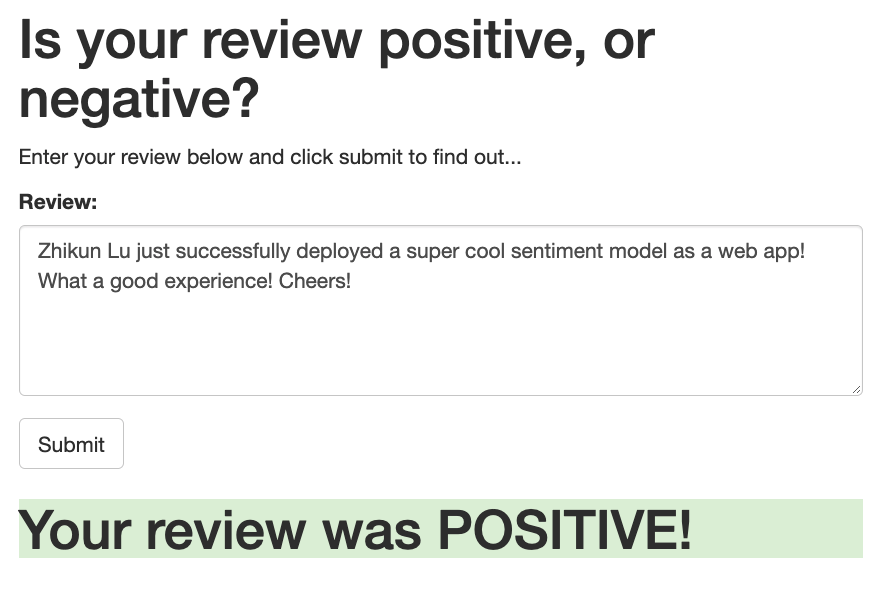 Is your review positive, or
negative?
Enter your review below and click submit to find out...
Review:
Zhikun Lu just successfully deployed a super cool sentiment model as a web app!
What a good experience! Cheers!
Submit
Your review was POSITIVE!